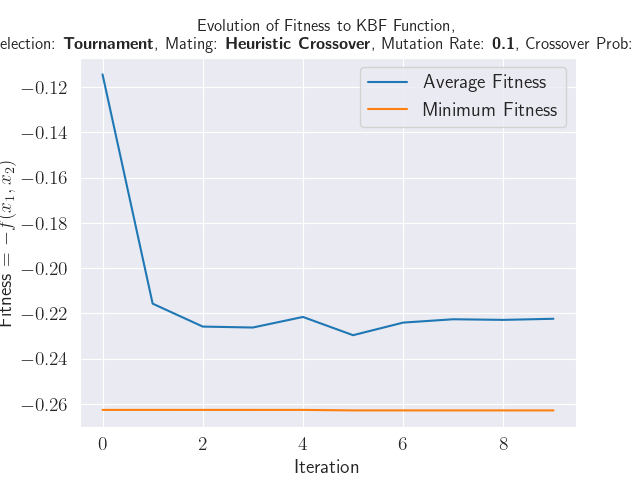 Evolution of Fitness to KBF Function,
election: Tournament, Mating: Heuristic Crossover, Mutation Rate: 0.1, Crossover Prob:
Average Fitness
Minimum Fitness
−0.12
−0.14
−0.16
−0.18
−0.20
−0.22
−0.24
−0.26
Fitness = −f(x₁, x₂)
0 2 4 6 8
Iteration